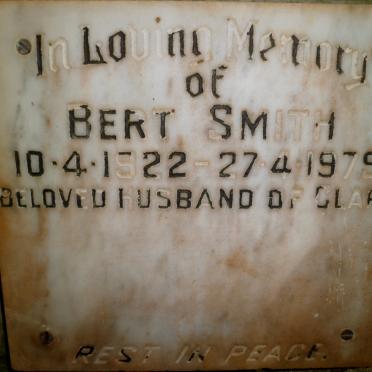 In Loving Memory
of
BERT SMITH
10·4·1922 - 27·4·1979
BELOVED HUSBAND OF
REST IN PEACE.